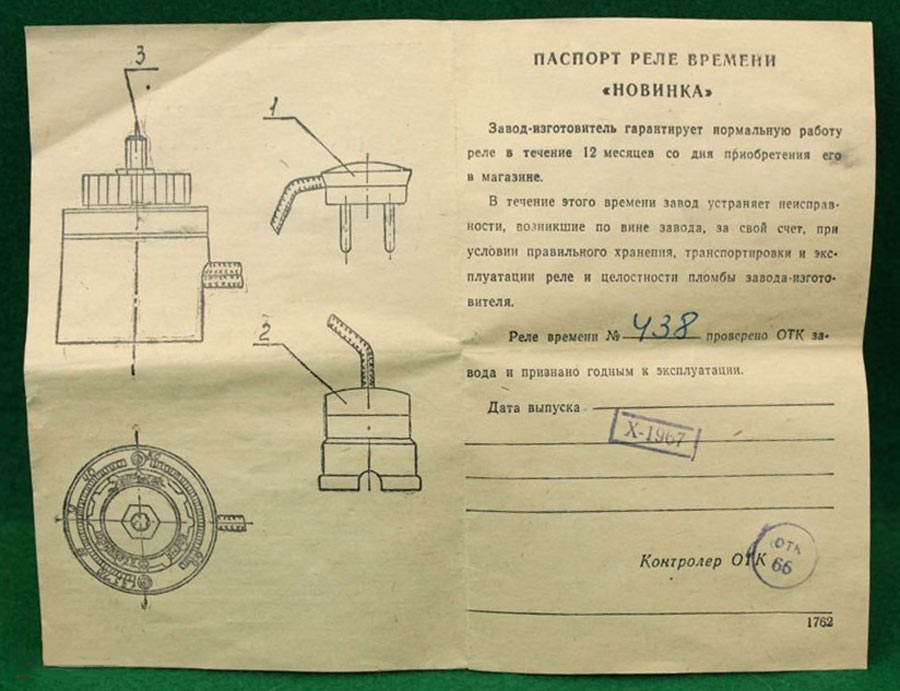 3
1
2
ПАСПОРТ РЕЛЕ ВРЕМЕНИ
«НОВИНКА»
Завод-изготовитель гарантирует нормальную работу
реле в течение 12 месяцев со дня приобретения его
в магазине.
В течение этого времени завод устраняет неисправ-
ности, возникшие по вине завода, за свой счет, при
условии правильного хранения, транспортировки и экс-
плуатации реле и целостности пломбы завода-изгото-
вителя.
Реле времени № 438 проверено ОТК за-
вода и признано годным к эксплуатации.
Дата выпуска
X-1967
Контролер ОТК
ОТК
66
1762